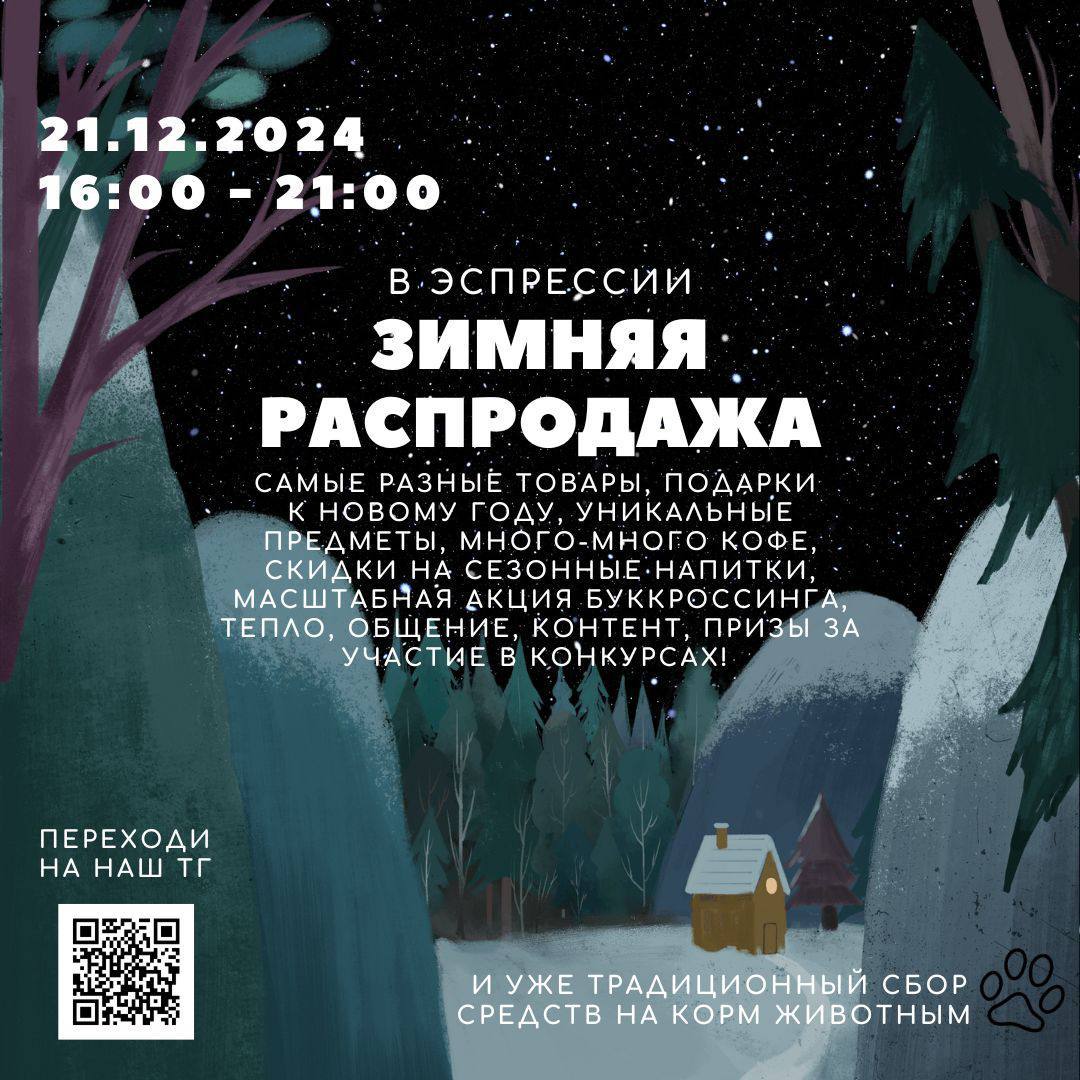 21.12.2024
16:00 - 21:00
В ЭСПРЕССИИ
ЗИМНЯЯ
РАСПРОДАЖА
САМЫЕ РАЗНЫЕ ТОВАРЫ, ПОДАРКИ
К НОВОМУ ГОДУ, УНИКАЛЬНЫЕ
ПРЕДМЕТЫ, МНОГО-МНОГО КОФЕ,
СКИДКИ НА СЕЗОННЫЕ НАПИТКИ,
МАСШТАБНАЯ АКЦИЯ БУККРОССИНГА,
ТЕПЛО, ОБЩЕНИЕ, КОНТЕНТ, ПРИЗЫ ЗА
УЧАСТИЕ В КОНКУРСАХ!
ПЕРЕХОДИ
НА НАШ ТГ
И УЖЕ ТРАДИЦИОННЫЙ СБОР
СРЕДСТВ НА КОРМ ЖИВОТНЫМ